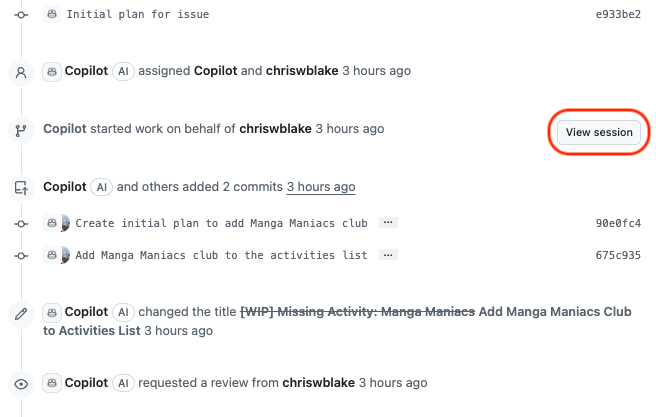 Initial plan for issue e933be2
Copilot AI assigned Copilot and chriswblake 3 hours ago
Copilot started work on behalf of chriswblake 3 hours ago View session
Copilot AI and others added 2 commits 3 hours ago
Create initial plan to add Manga Maniacs club ··· 90e0fc4
Add Manga Maniacs club to the activities list ··· 675c935
Copilot AI changed the title [WIP] Missing Activity: Manga Maniacs Add Manga Maniacs Club
to Activities List 3 hours ago
Copilot AI requested a review from chriswblake 3 hours ago